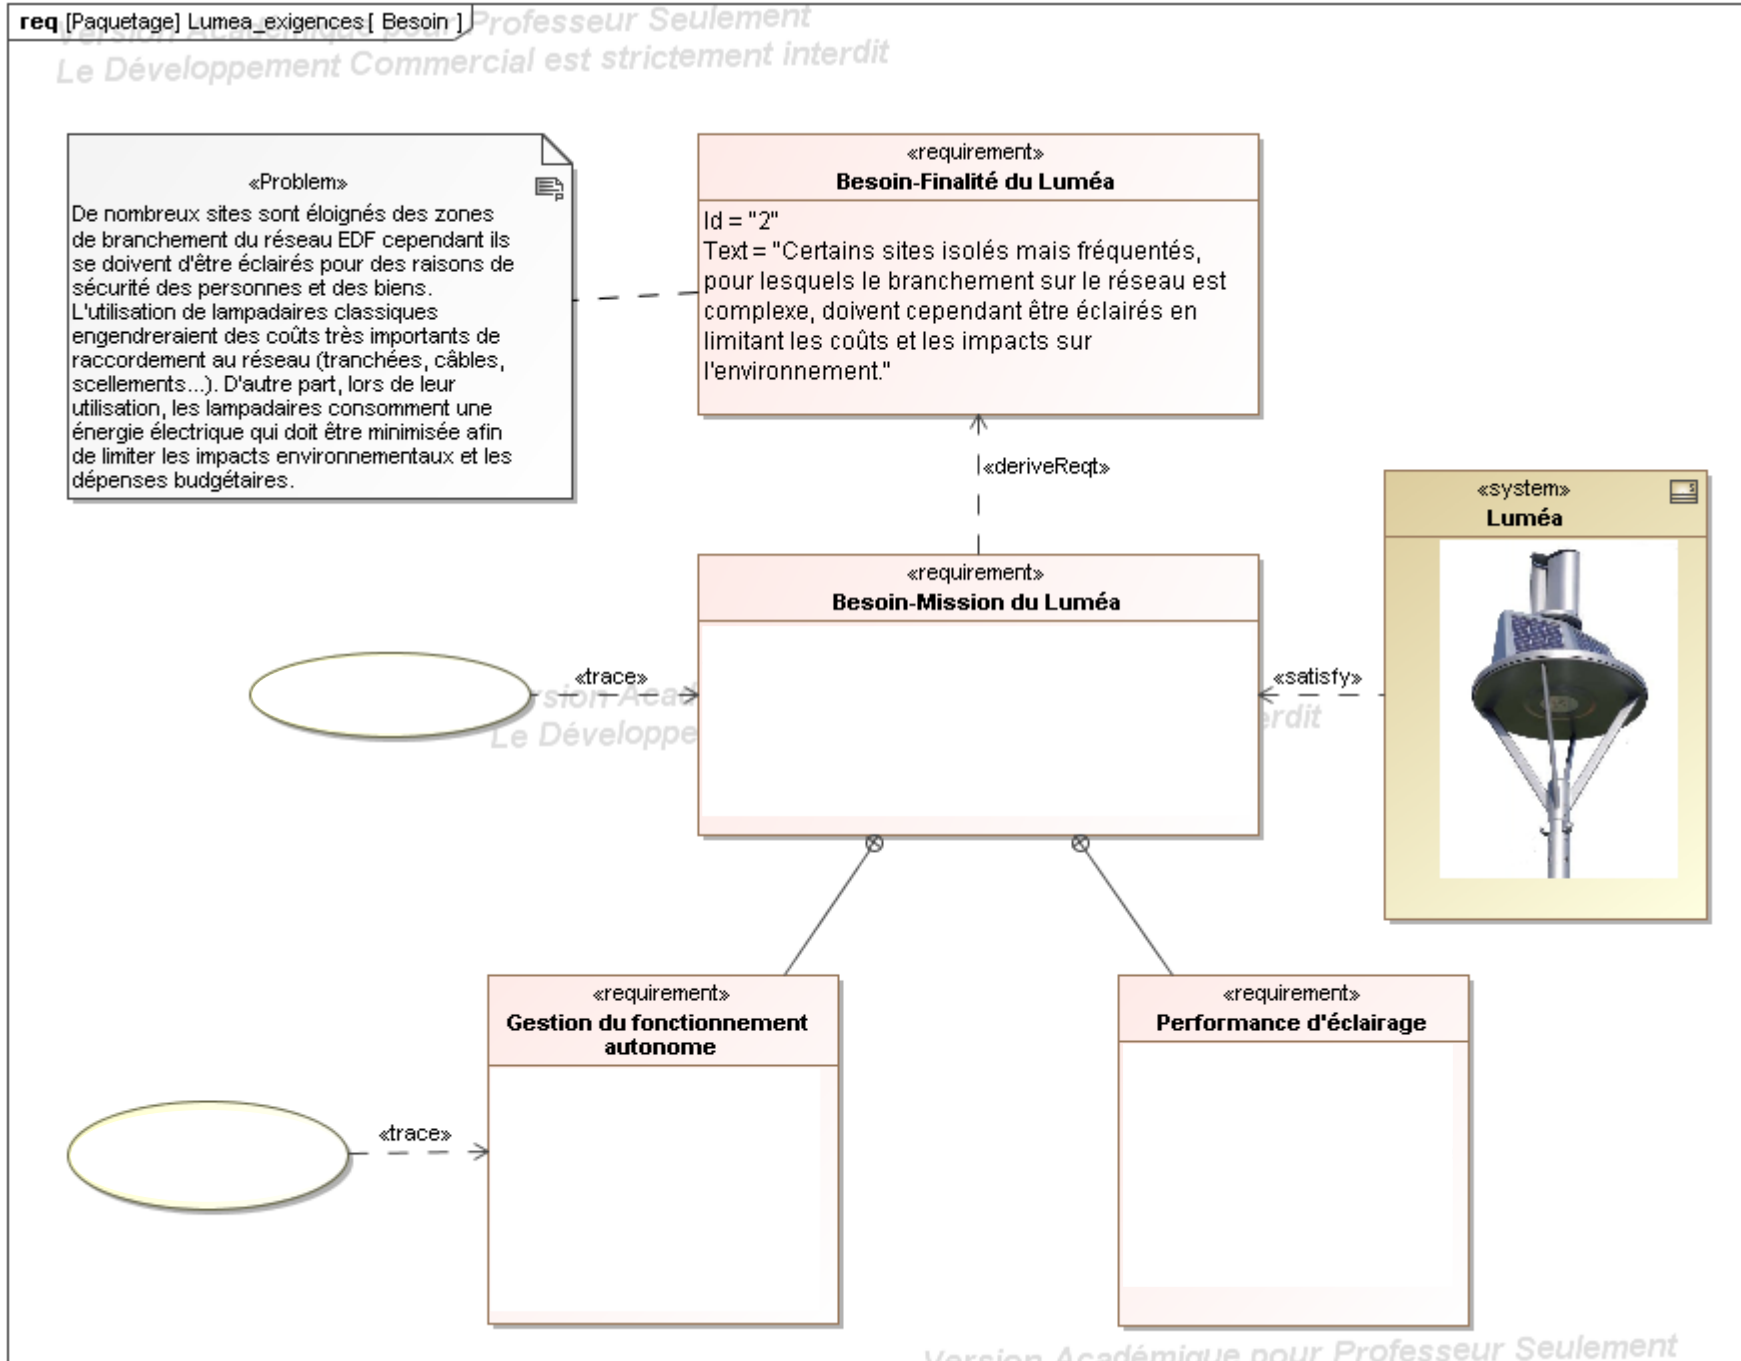 req [Paquetage] Lumea_exigences [ Besoin ]
Version Académique pour Professeur Seulement
Le Développement Commercial est strictement interdit
«Problem»
De nombreux sites sont éloignés des zones
de branchement du réseau EDF cependant ils
se doivent d'être éclairés pour des raisons de
sécurité des personnes et des biens.
L'utilisation de lampadaires classiques
engendreraient des coûts très importants de
raccordement au réseau (tranchées, câbles,
scellements...). D'autre part, lors de leur
utilisation, les lampadaires consomment une
énergie électrique qui doit être minimisée afin
de limiter les impacts environnementaux et les
dépenses budgétaires.
«requirement»
Besoin-Finalité du Luméa
Id = "2"
Text = "Certains sites isolés mais fréquentés,
pour lesquels le branchement sur le réseau est
complexe, doivent cependant être éclairés en
limitant les coûts et les impacts sur
l'environnement."
«deriveReqt»
«system»
Luméa
«requirement»
Besoin-Mission du Luméa
«trace»
«satisfy»
rsion Acad
Le Développe
erdit
«requirement»
Gestion du fonctionnement
autonome
«requirement»
Performance d'éclairage
«trace»
Version Académique pour Professeur Seulement